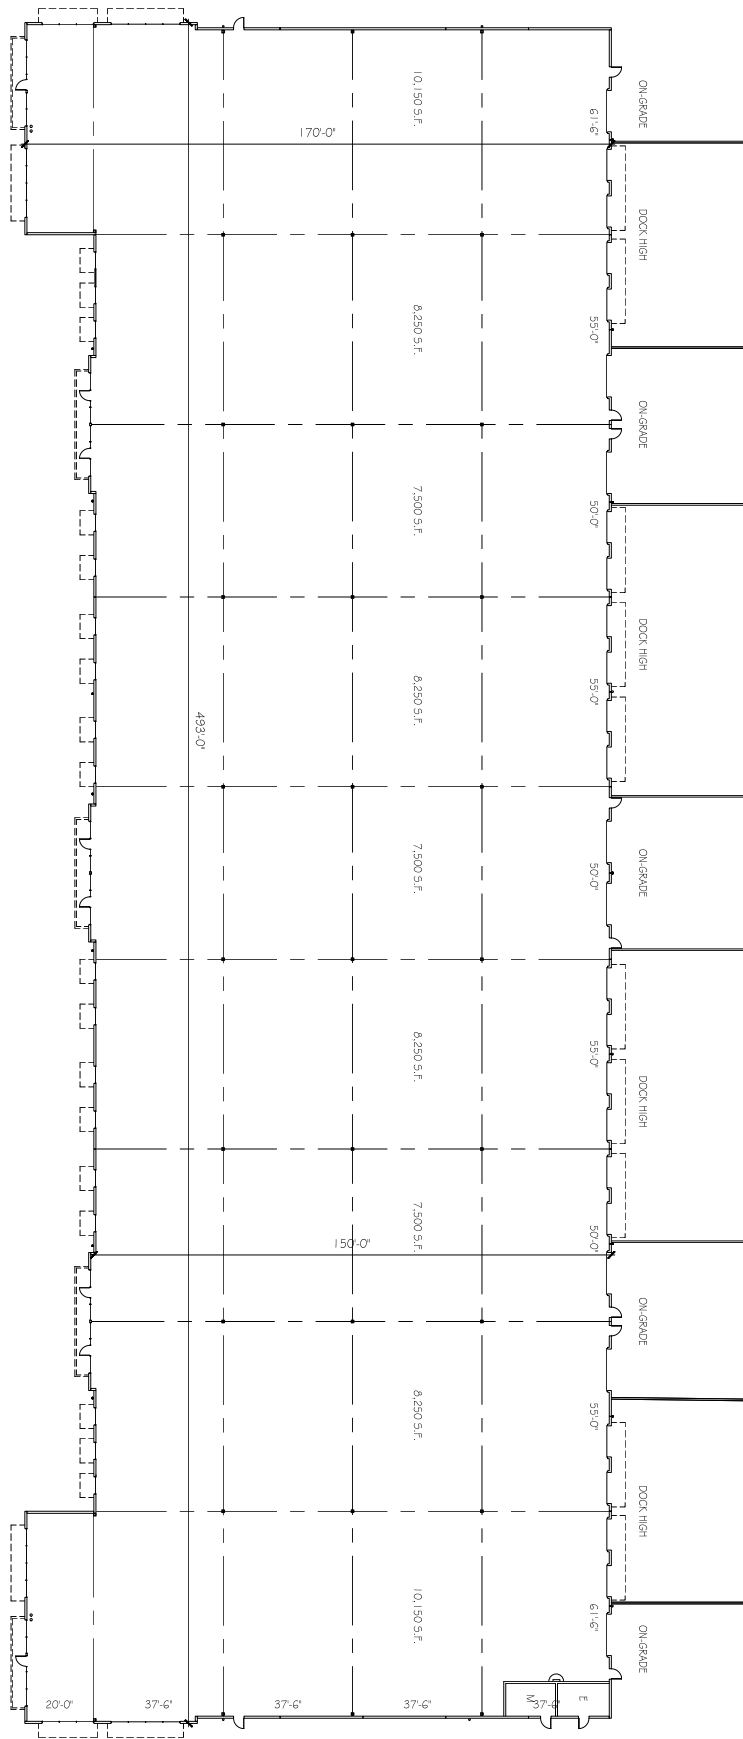 10,150 S.F.
61'-6"
ON-GRADE
170'-0"
DOCK HIGH
8,250 S.F.
55'-0"
ON-GRADE
7,500 S.F.
50'-0"
DOCK HIGH
8,250 S.F.
55'-0"
493'-0"
7,500 S.F.
50'-0"
ON-GRADE
8,250 S.F.
55'-0"
DOCK HIGH
7,500 S.F.
50'-0"
150'-0"
ON-GRADE
8,250 S.F.
55'-0"
DOCK HIGH
10,150 S.F.
61'-6"
ON-GRADE
M
E
20'-0"
37'-6"
37'-6"
37'-6"
37'-6"